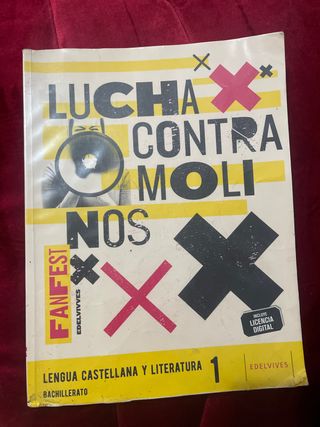 LUCHA
CONTRA
MOLI
NOS
FANFEST
EDELVIVES
INCLUYE
LICENCIA
DIGITAL
LENGUA CASTELLANA Y LITERATURA 1
BACHILLERATO
EDELVIVES